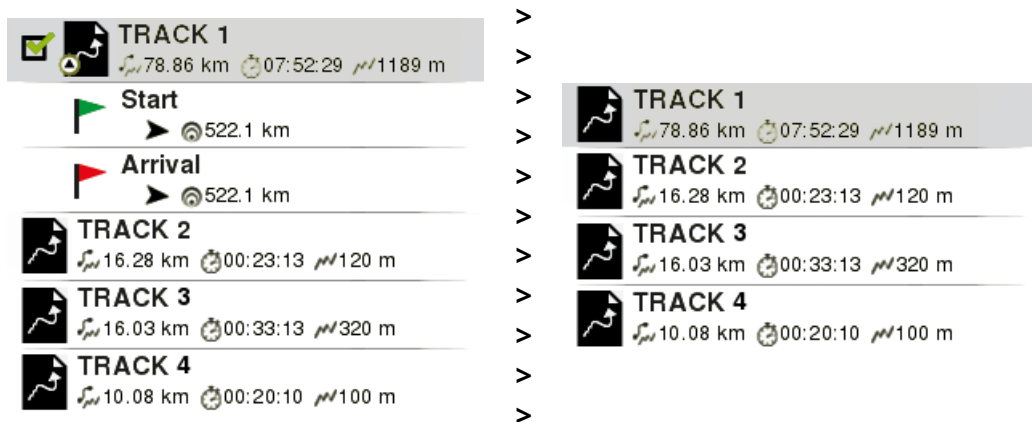 TRACK 1
78.86 km 07:52:29 1189 m
Start
522.1 km
Arrival
522.1 km
TRACK 2
16.28 km 00:23:13 120 m
TRACK 3
16.03 km 00:33:13 320 m
TRACK 4
10.08 km 00:20:10 100 m
>
>
>
>
>
>
>
>
>
>
>
TRACK 1
78.86 km 07:52:29 1189 m
TRACK 2
16.28 km 00:23:13 120 m
TRACK 3
16.03 km 00:33:13 320 m
TRACK 4
10.08 km 00:20:10 100 m